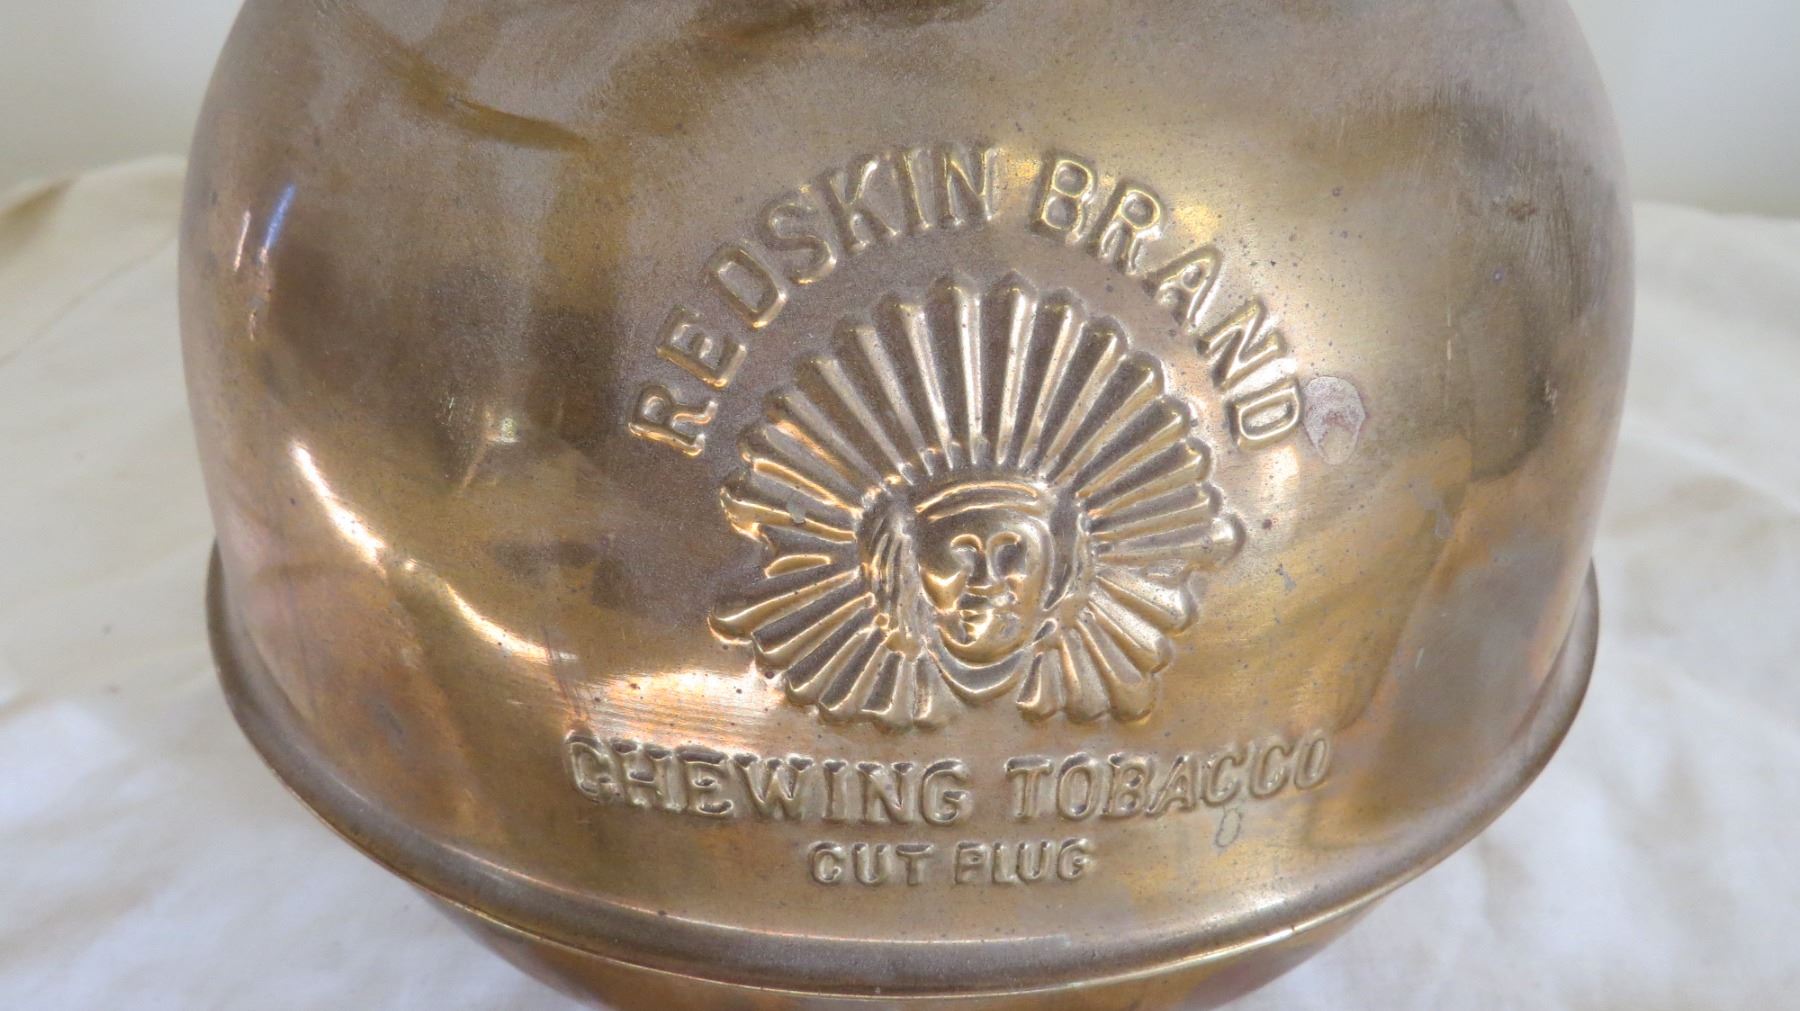 REDSKIN BRAND
CHEWING TOBACCO
CUT PLUG